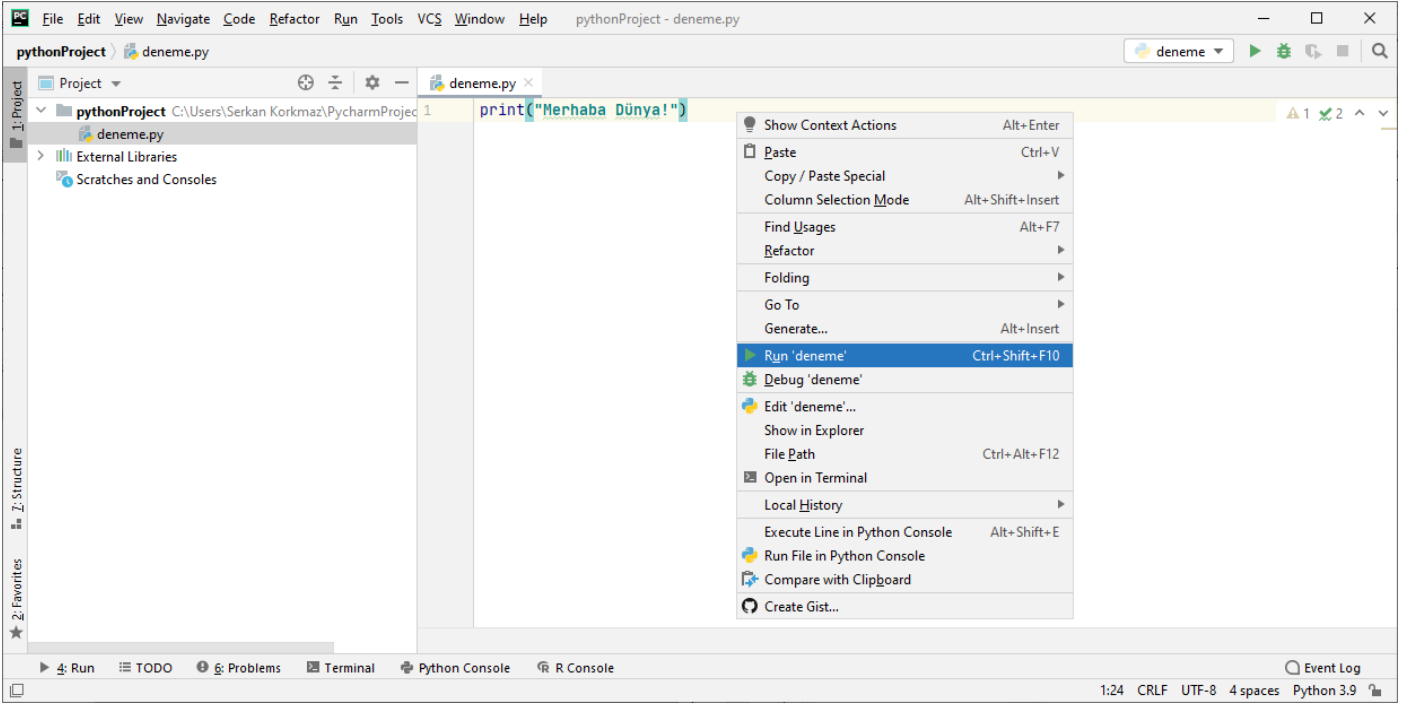 PC File Edit View Navigate Code Refactor Run Tools VCS Window Help pythonProject - deneme.py
pythonProject deneme.py deneme
1: Project
Project deneme.py
pythonProject C:\Users\Serkan Korkmaz\PycharmProjec
deneme.py
External Libraries
Scratches and Consoles
1 print("Merhaba Dünya!")
1 2
Show Context Actions Alt+Enter
Paste Ctrl+V
Copy / Paste Special
Column Selection Mode Alt+Shift+Insert
Find Usages Alt+F7
Refactor
Folding
Go To
Generate... Alt+Insert
Run 'deneme' Ctrl+Shift+F10
Debug 'deneme'
Edit 'deneme'...
Show in Explorer
File Path Ctrl+Alt+F12
Open in Terminal
Local History
Execute Line in Python Console Alt+Shift+E
Run File in Python Console
Compare with Clipboard
Create Gist...
7: Structure
2: Favorites
4: Run TODO 6: Problems Terminal Python Console R Console Event Log
1:24 CRLF UTF-8 4 spaces Python 3.9